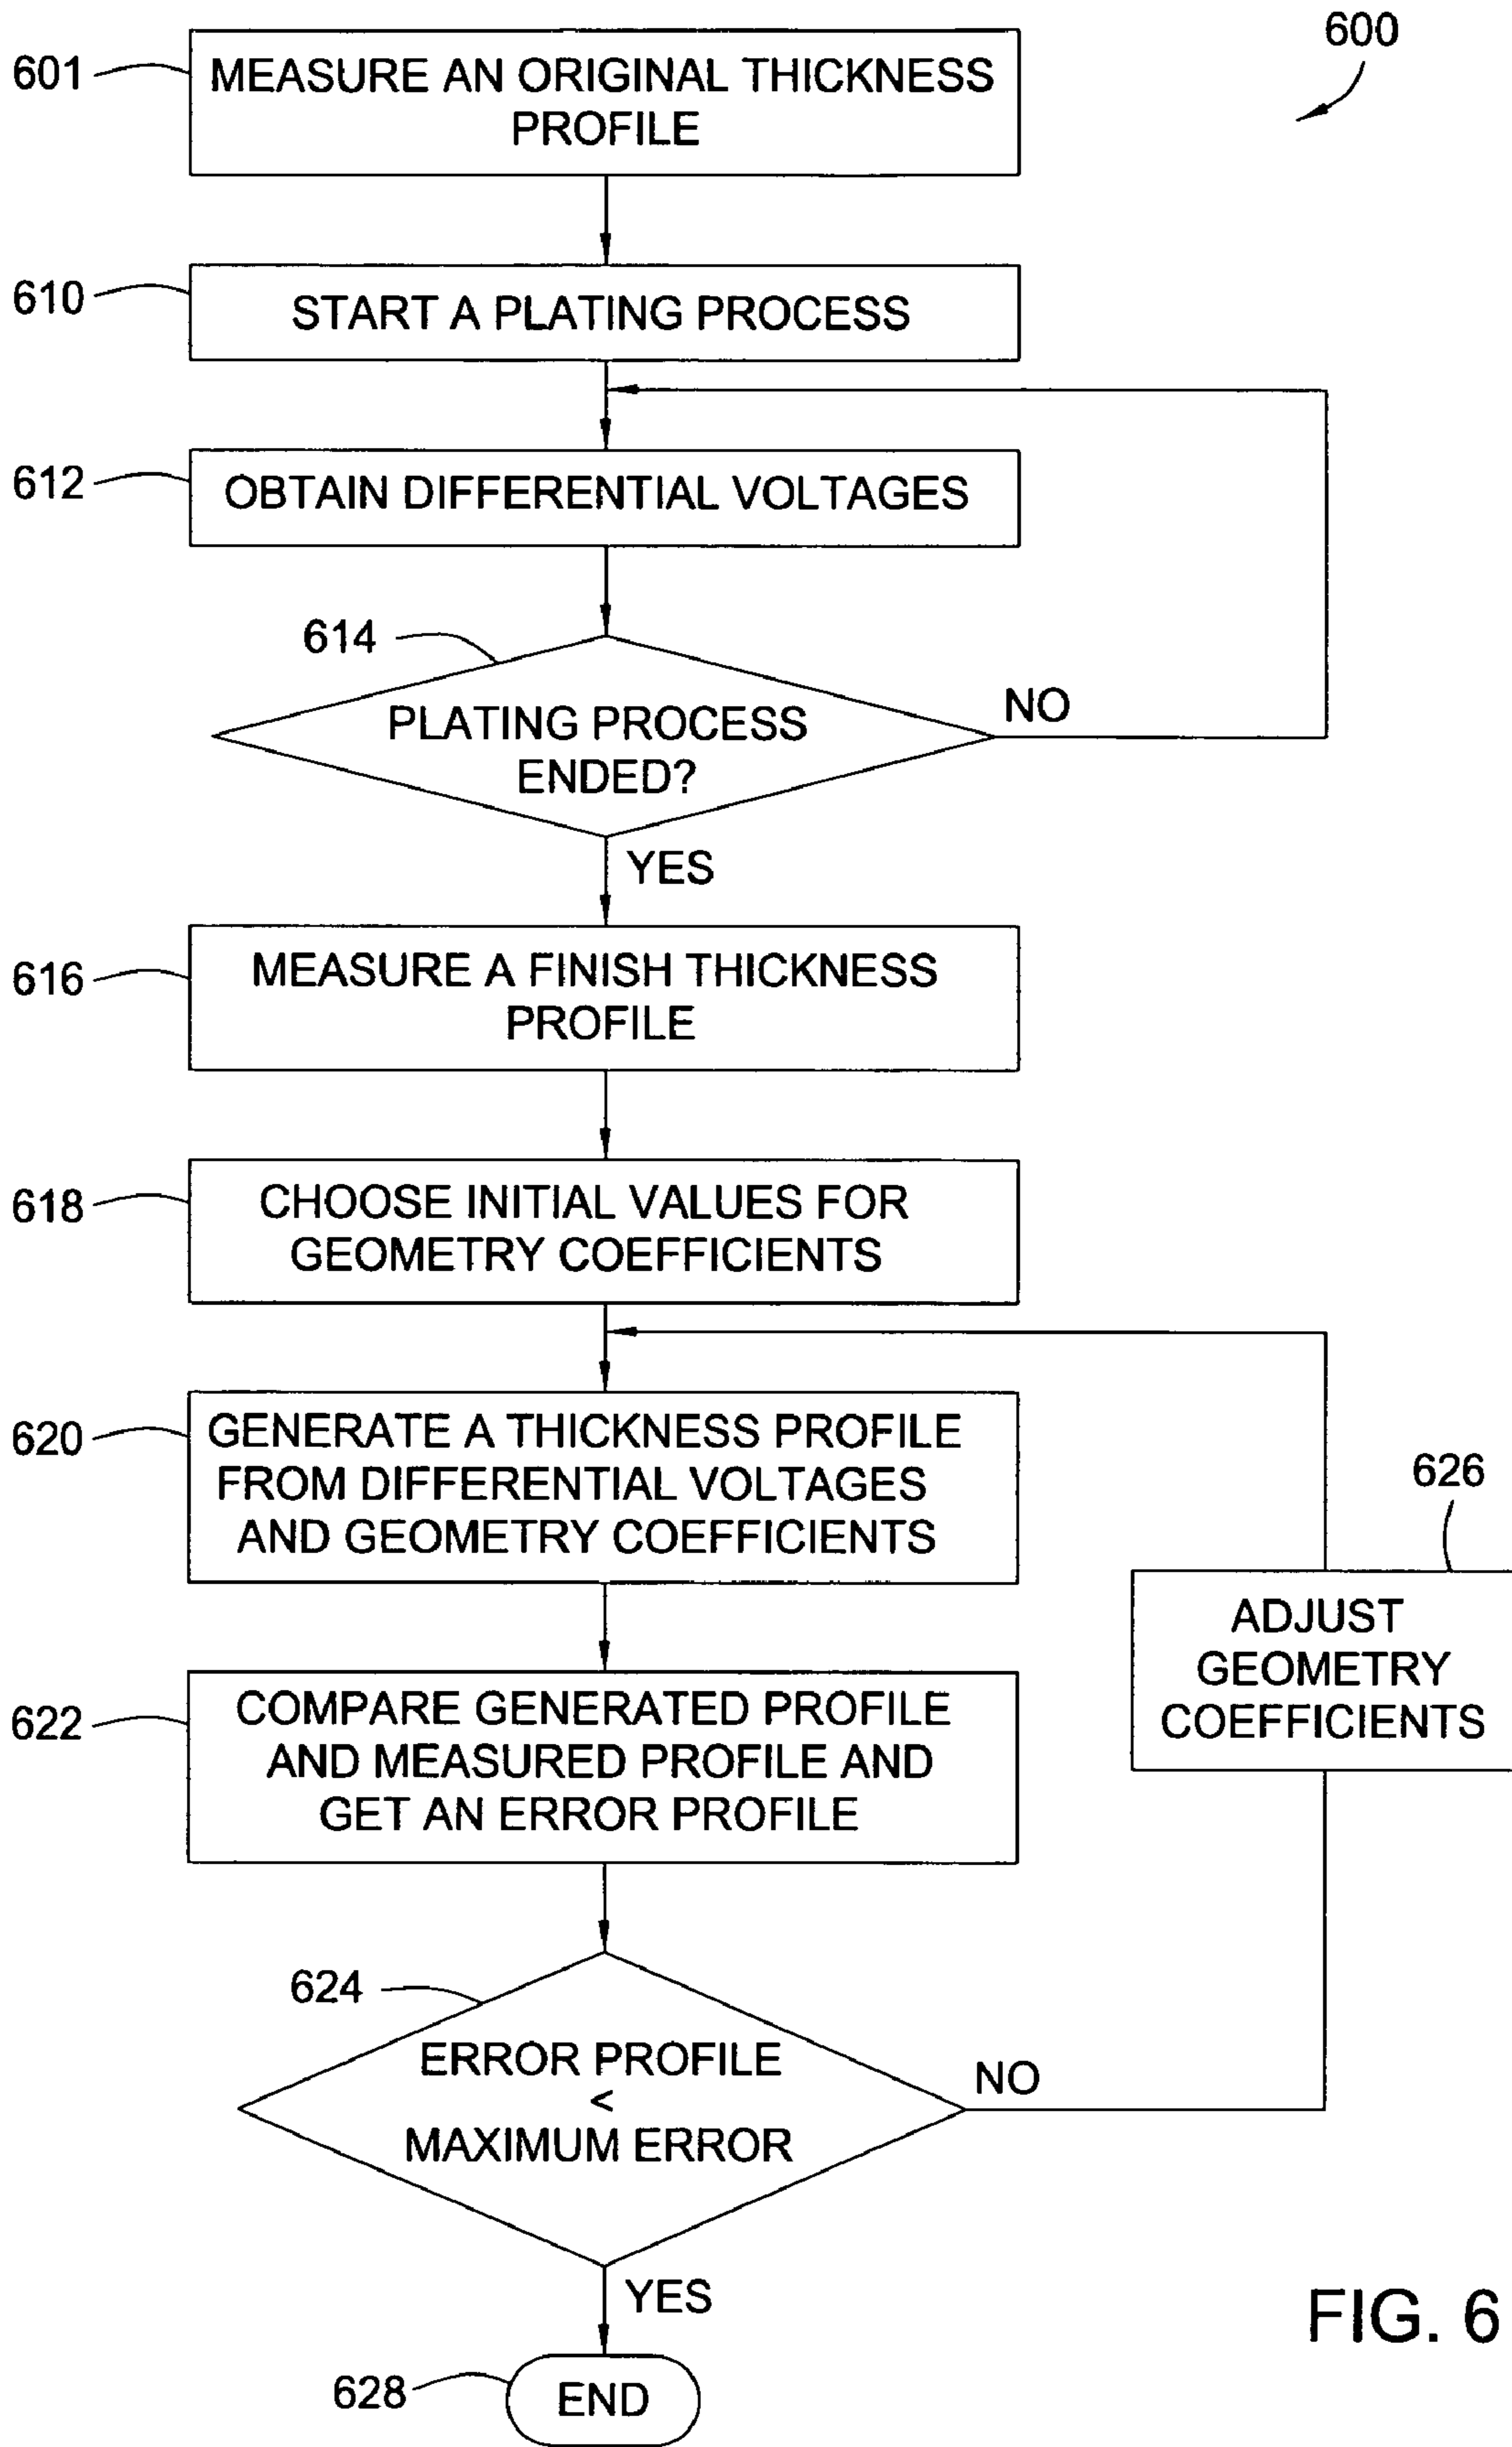 600
601
MEASURE AN ORIGINAL THICKNESS
PROFILE
610
START A PLATING PROCESS
612
OBTAIN DIFFERENTIAL VOLTAGES
614
PLATING PROCESS
ENDED?
NO
YES
616
MEASURE A FINISH THICKNESS
PROFILE
618
CHOOSE INITIAL VALUES FOR
GEOMETRY COEFFICIENTS
620
GENERATE A THICKNESS PROFILE
FROM DIFFERENTIAL VOLTAGES
AND GEOMETRY COEFFICIENTS
626
ADJUST
GEOMETRY
COEFFICIENTS
622
COMPARE GENERATED PROFILE
AND MEASURED PROFILE AND
GET AN ERROR PROFILE
624
ERROR PROFILE
<
MAXIMUM ERROR
NO
YES
628
END
FIG. 6